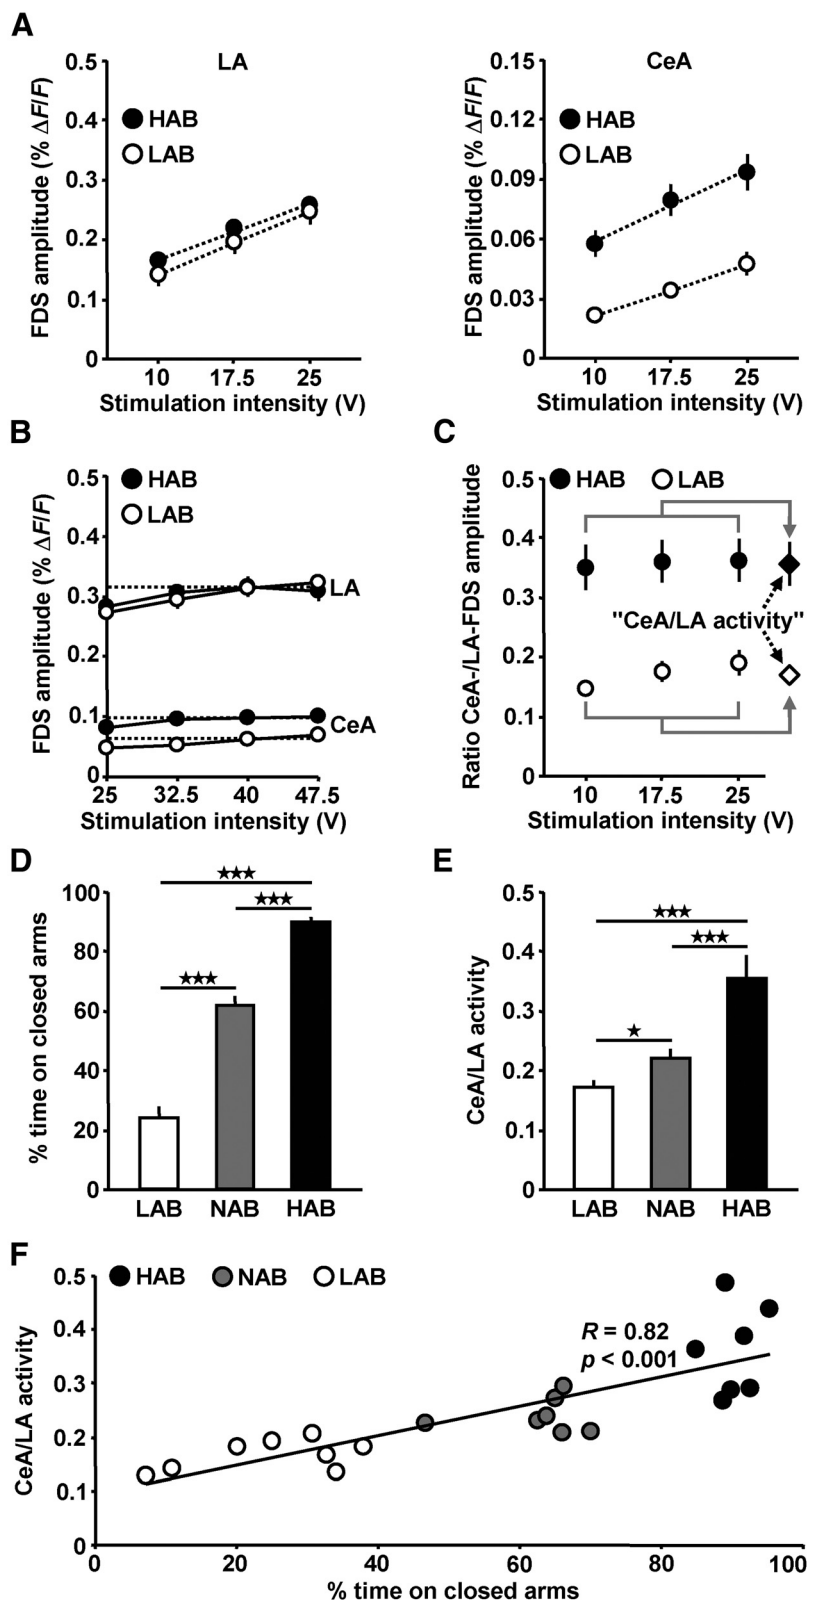 A
LA
FDS amplitude (% ΔF/F)
0.5
0.4
0.3
0.2
0.1
0
HAB
LAB
10 17.5 25
Stimulation intensity (V)
CeA
FDS amplitude (% ΔF/F)
0.15
0.12
0.09
0.06
0.03
0
HAB
LAB
10 17.5 25
Stimulation intensity (V)
B
FDS amplitude (% ΔF/F)
0.5
0.4
0.3
0.2
0.1
0
HAB
LAB
LA
CeA
25 32.5 40 47.5
Stimulation intensity (V)
C
Ratio CeA-/LA-FDS amplitude
0.5
0.4
0.3
0.2
0.1
0
HAB LAB
"CeA/LA activity"
10 17.5 25
Stimulation intensity (V)
D
% time on closed arms
100
80
60
40
20
0
★★★
★★★
★★★
LAB NAB HAB
E
CeA/LA activity
0.5
0.4
0.3
0.2
0.1
0
★★★
★★★
★
LAB NAB HAB
F
CeA/LA activity
0.5
0.4
0.3
0.2
0.1
0
HAB NAB LAB
R = 0.82
p < 0.001
0 20 40 60 80 100
% time on closed arms